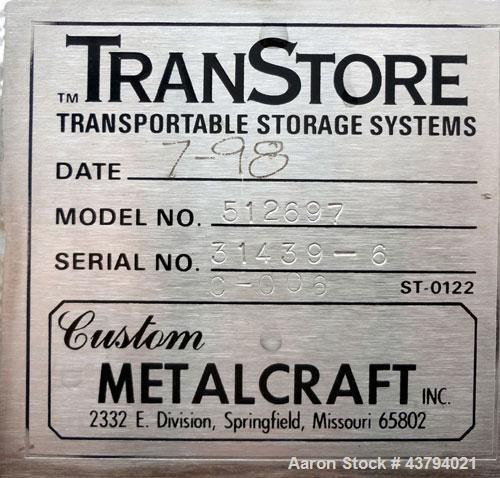 TRANSTORE
TM
TRANSPORTABLE STORAGE SYSTEMS
DATE 7-98
MODEL NO. 512697
SERIAL NO. 31439-6
C-006 ST-0122
Custom
METALCRAFT INC.
2332 E. Division, Springfield, Missouri 65802
Aaron Stock # 43794021